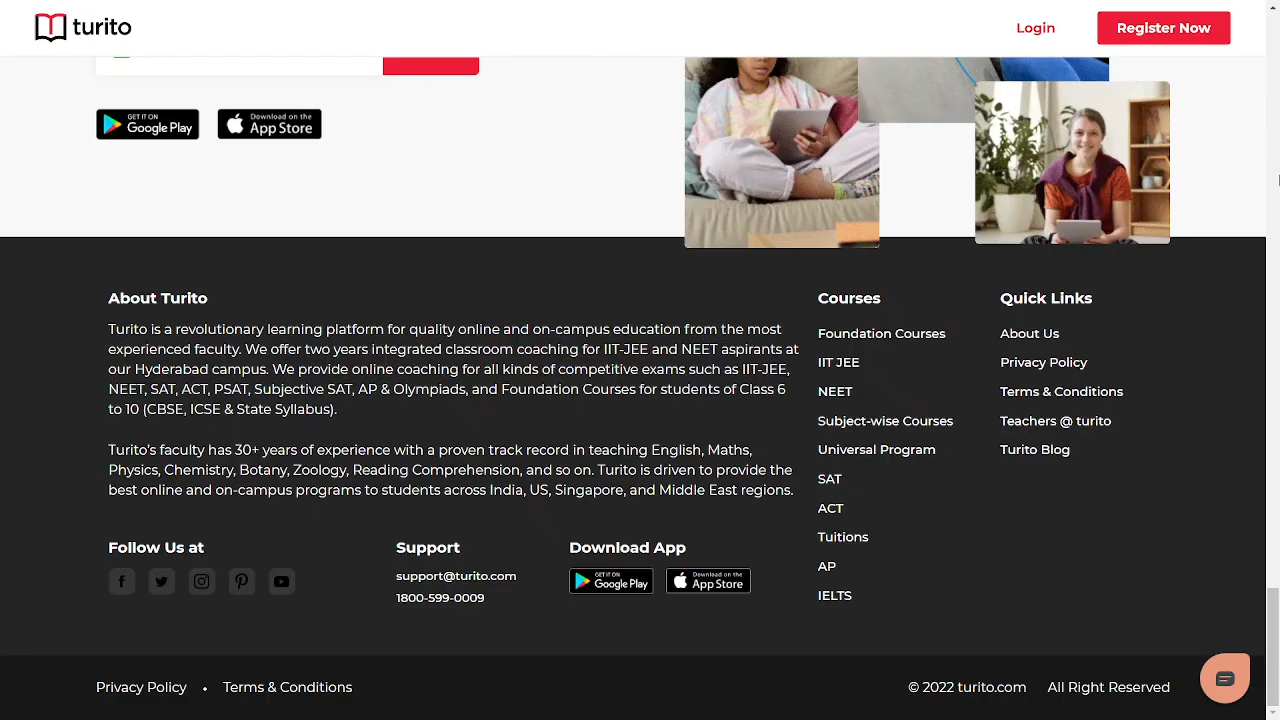 turito
Login
Register Now
GET IT ON
Google Play
Download on the
App Store
About Turito
Turito is a revolutionary learning platform for quality online and on-campus education from the most
experienced faculty. We offer two years integrated classroom coaching for IIT-JEE and NEET aspirants at
our Hyderabad campus. We provide online coaching for all kinds of competitive exams such as IIT-JEE,
NEET, SAT, ACT, PSAT, Subjective SAT, AP & Olympiads, and Foundation Courses for students of Class 6
to 10 (CBSE, ICSE & State Syllabus).
Turito's faculty has 30+ years of experience with a proven track record in teaching English, Maths,
Physics, Chemistry, Botany, Zoology, Reading Comprehension, and so on. Turito is driven to provide the
best online and on-campus programs to students across India, US, Singapore, and Middle East regions.
Follow Us at
Support
support@turito.com
1800-599-0009
Download App
GET IT ON
Google Play
Download on the
App Store
Courses
Foundation Courses
IIT JEE
NEET
Subject-wise Courses
Universal Program
SAT
ACT
Tuitions
AP
IELTS
Quick Links
About Us
Privacy Policy
Terms & Conditions
Teachers @ turito
Turito Blog
Privacy Policy • Terms & Conditions
© 2022 turito.com All Right Reserved